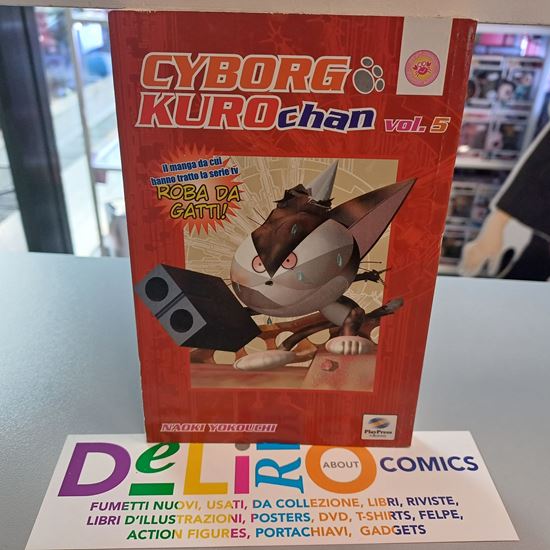 CYBORG
KUROchan vol. 5
il manga da cui
hanno tratto la serie tv
ROBA DA
GATTI!
NAOKI YOKOUCHI
PlayPress
DeLiRiO ABOUT COMICS
FUMETTI NUOVI, USATI, DA COLLEZIONE, LIBRI, RIVISTE,
LIBRI D'ILLUSTRAZIONI, POSTERS, DVD, T-SHIRTS, FELPE,
ACTION FIGURES, PORTACHIAVI, GADGETS